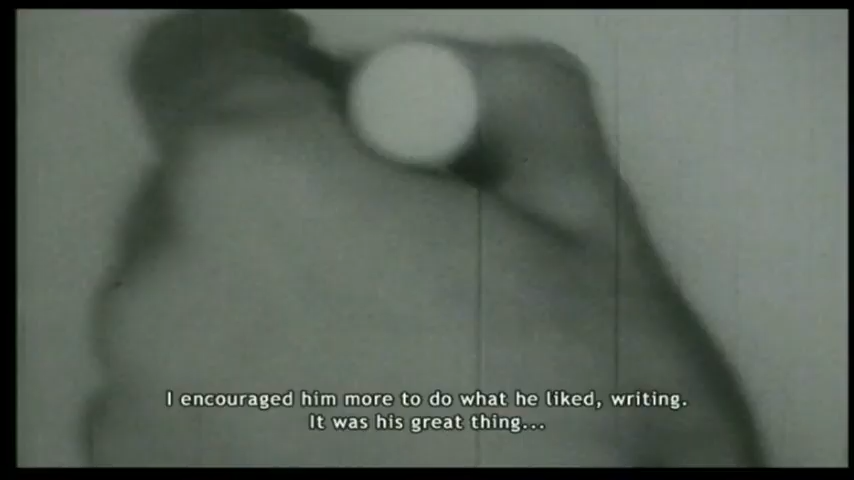 I encouraged him more to do what he liked, writing.
It was his great thing...